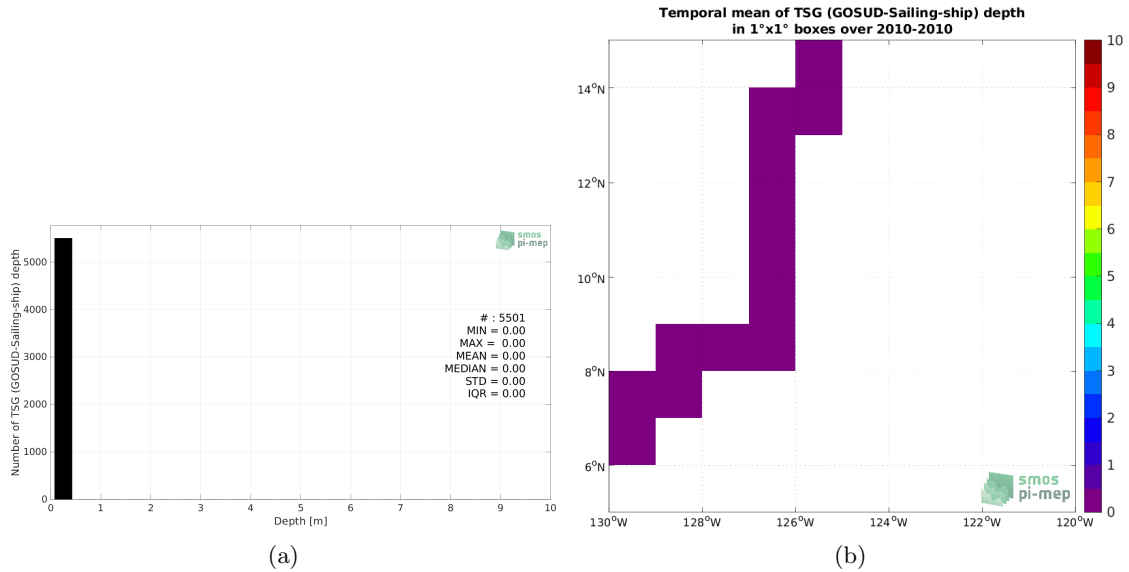 Temporal mean of TSG (GOSUD-Sailing-ship) depth
in 1°x1° boxes over 2010-2010
Number of TSG (GOSUD-Sailing-ship) depth
5000
4000
3000
2000
1000
0
smos
pi-mep
# : 5501
MIN = 0.00
MAX = 0.00
MEAN = 0.00
MEDIAN = 0.00
STD = 0.00
IQR = 0.00
0 1 2 3 4 5 6 7 8 9 10
Depth [m]
(a)
14°N
12°N
10°N
8°N
6°N
130°W 128°W 126°W 124°W 122°W 120°W
smos
pi-mep
10
9
8
7
6
5
4
3
2
1
0
(b)